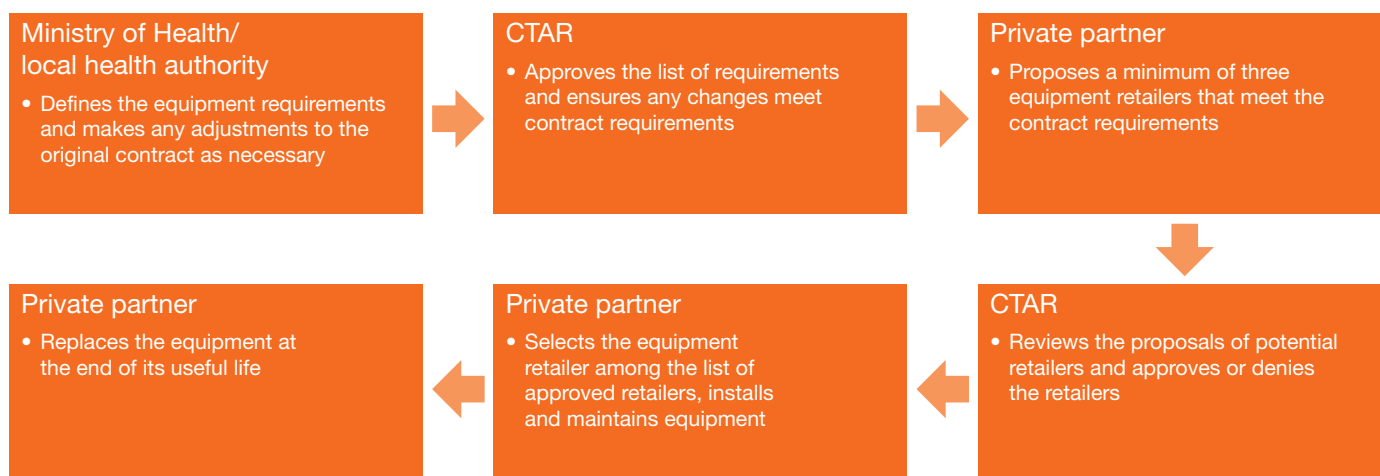 Ministry of Health/
local health authority
• Defines the equipment requirements
and makes any adjustments to the
original contract as necessary
CTAR
• Approves the list of requirements
and ensures any changes meet
contract requirements
Private partner
• Proposes a minimum of three
equipment retailers that meet the
contract requirements
CTAR
• Reviews the proposals of potential
retailers and approves or denies
the retailers
Private partner
• Selects the equipment
retailer among the list of
approved retailers, installs
and maintains equipment
Private partner
• Replaces the equipment at
the end of its useful life